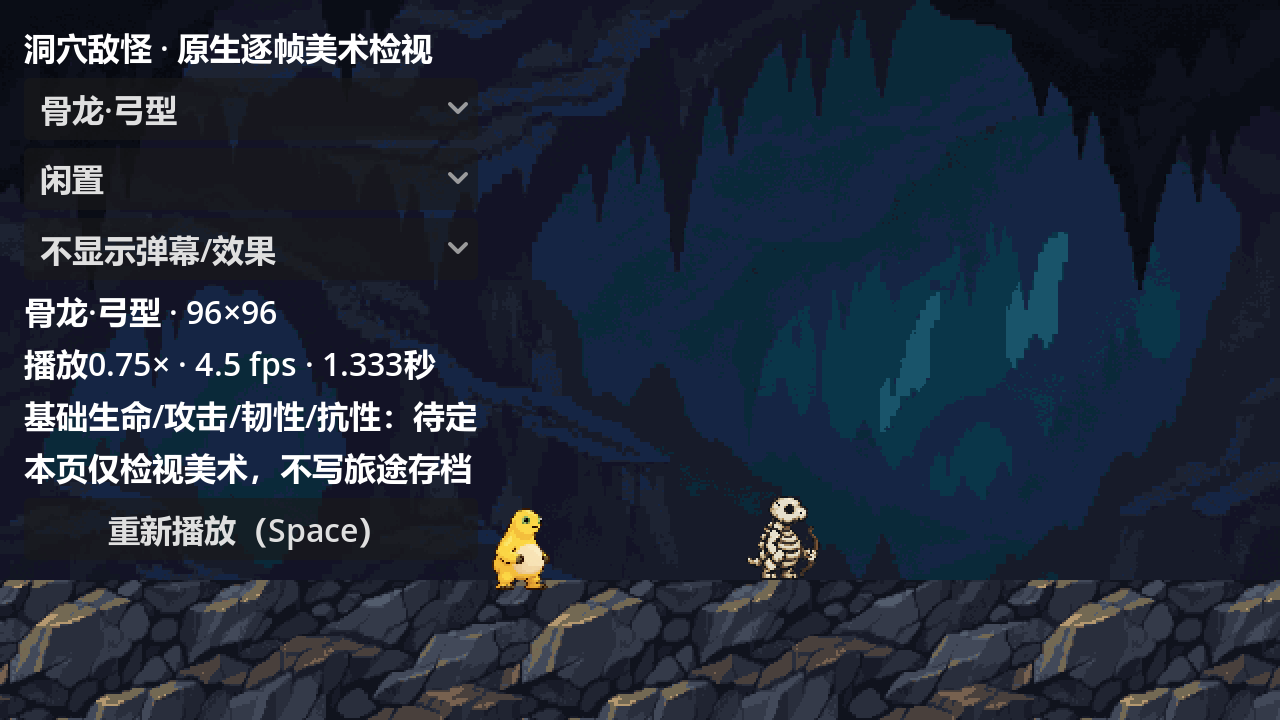 洞穴敌怪 · 原生逐帧美术检视
骨龙·弓型
闲置
不显示弹幕/效果
骨龙·弓型 · 96×96
播放0.75× · 4.5 fps · 1.333秒
基础生命/攻击/韧性/抗性：待定
本页仅检视美术，不写旅途存档
重新播放（Space）